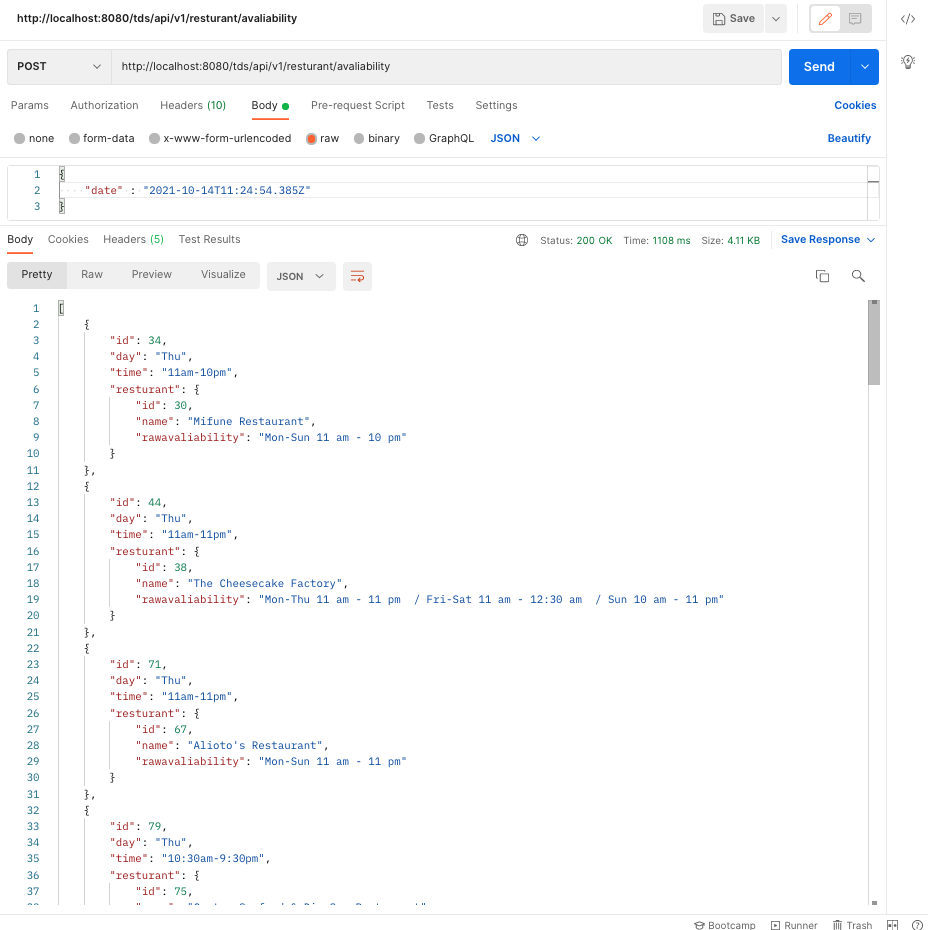 http://localhost:8080/tds/api/v1/resturant/avaliability
Save
POST
http://localhost:8080/tds/api/v1/resturant/avaliability
Send
Params Authorization Headers (10) Body Pre-request Script Tests Settings Cookies
none form-data x-www-form-urlencoded raw binary GraphQL JSON Beautify
1 {
2 "date" : "2021-10-14T11:24:54.385Z"
3 }
Body Cookies Headers (5) Test Results Status: 200 OK Time: 1108 ms Size: 4.11 KB Save Response
Pretty Raw Preview Visualize JSON
1 [
2 {
3 "id": 34,
4 "day": "Thu",
5 "time": "11am-10pm",
6 "resturant": {
7 "id": 30,
8 "name": "Mifune Restaurant",
9 "rawavaliability": "Mon-Sun 11 am - 10 pm"
10 }
11 },
12 {
13 "id": 44,
14 "day": "Thu",
15 "time": "11am-11pm",
16 "resturant": {
17 "id": 38,
18 "name": "The Cheesecake Factory",
19 "rawavaliability": "Mon-Thu 11 am - 11 pm  / Fri-Sat 11 am - 12:30 am  / Sun 10 am - 11 pm"
20 }
21 },
22 {
23 "id": 71,
24 "day": "Thu",
25 "time": "11am-11pm",
26 "resturant": {
27 "id": 67,
28 "name": "Alioto's Restaurant",
29 "rawavaliability": "Mon-Sun 11 am - 11 pm"
30 }
31 },
32 {
33 "id": 79,
34 "day": "Thu",
35 "time": "10:30am-9:30pm",
36 "resturant": {
37 "id": 75,
Bootcamp Runner Trash